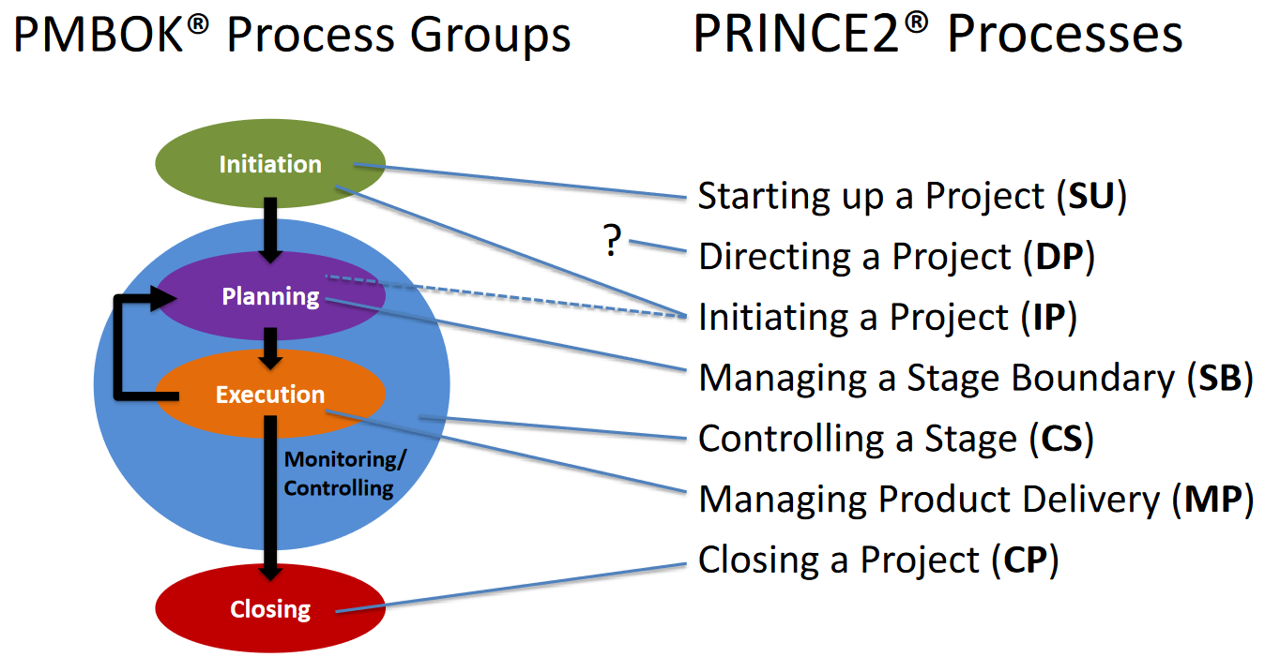 PMBOK® Process Groups
PRINCE2® Processes
Initiation
Planning
Execution
Monitoring/
Controlling
Closing
Starting up a Project (SU)
?
Directing a Project (DP)
Initiating a Project (IP)
Managing a Stage Boundary (SB)
Controlling a Stage (CS)
Managing Product Delivery (MP)
Closing a Project (CP)